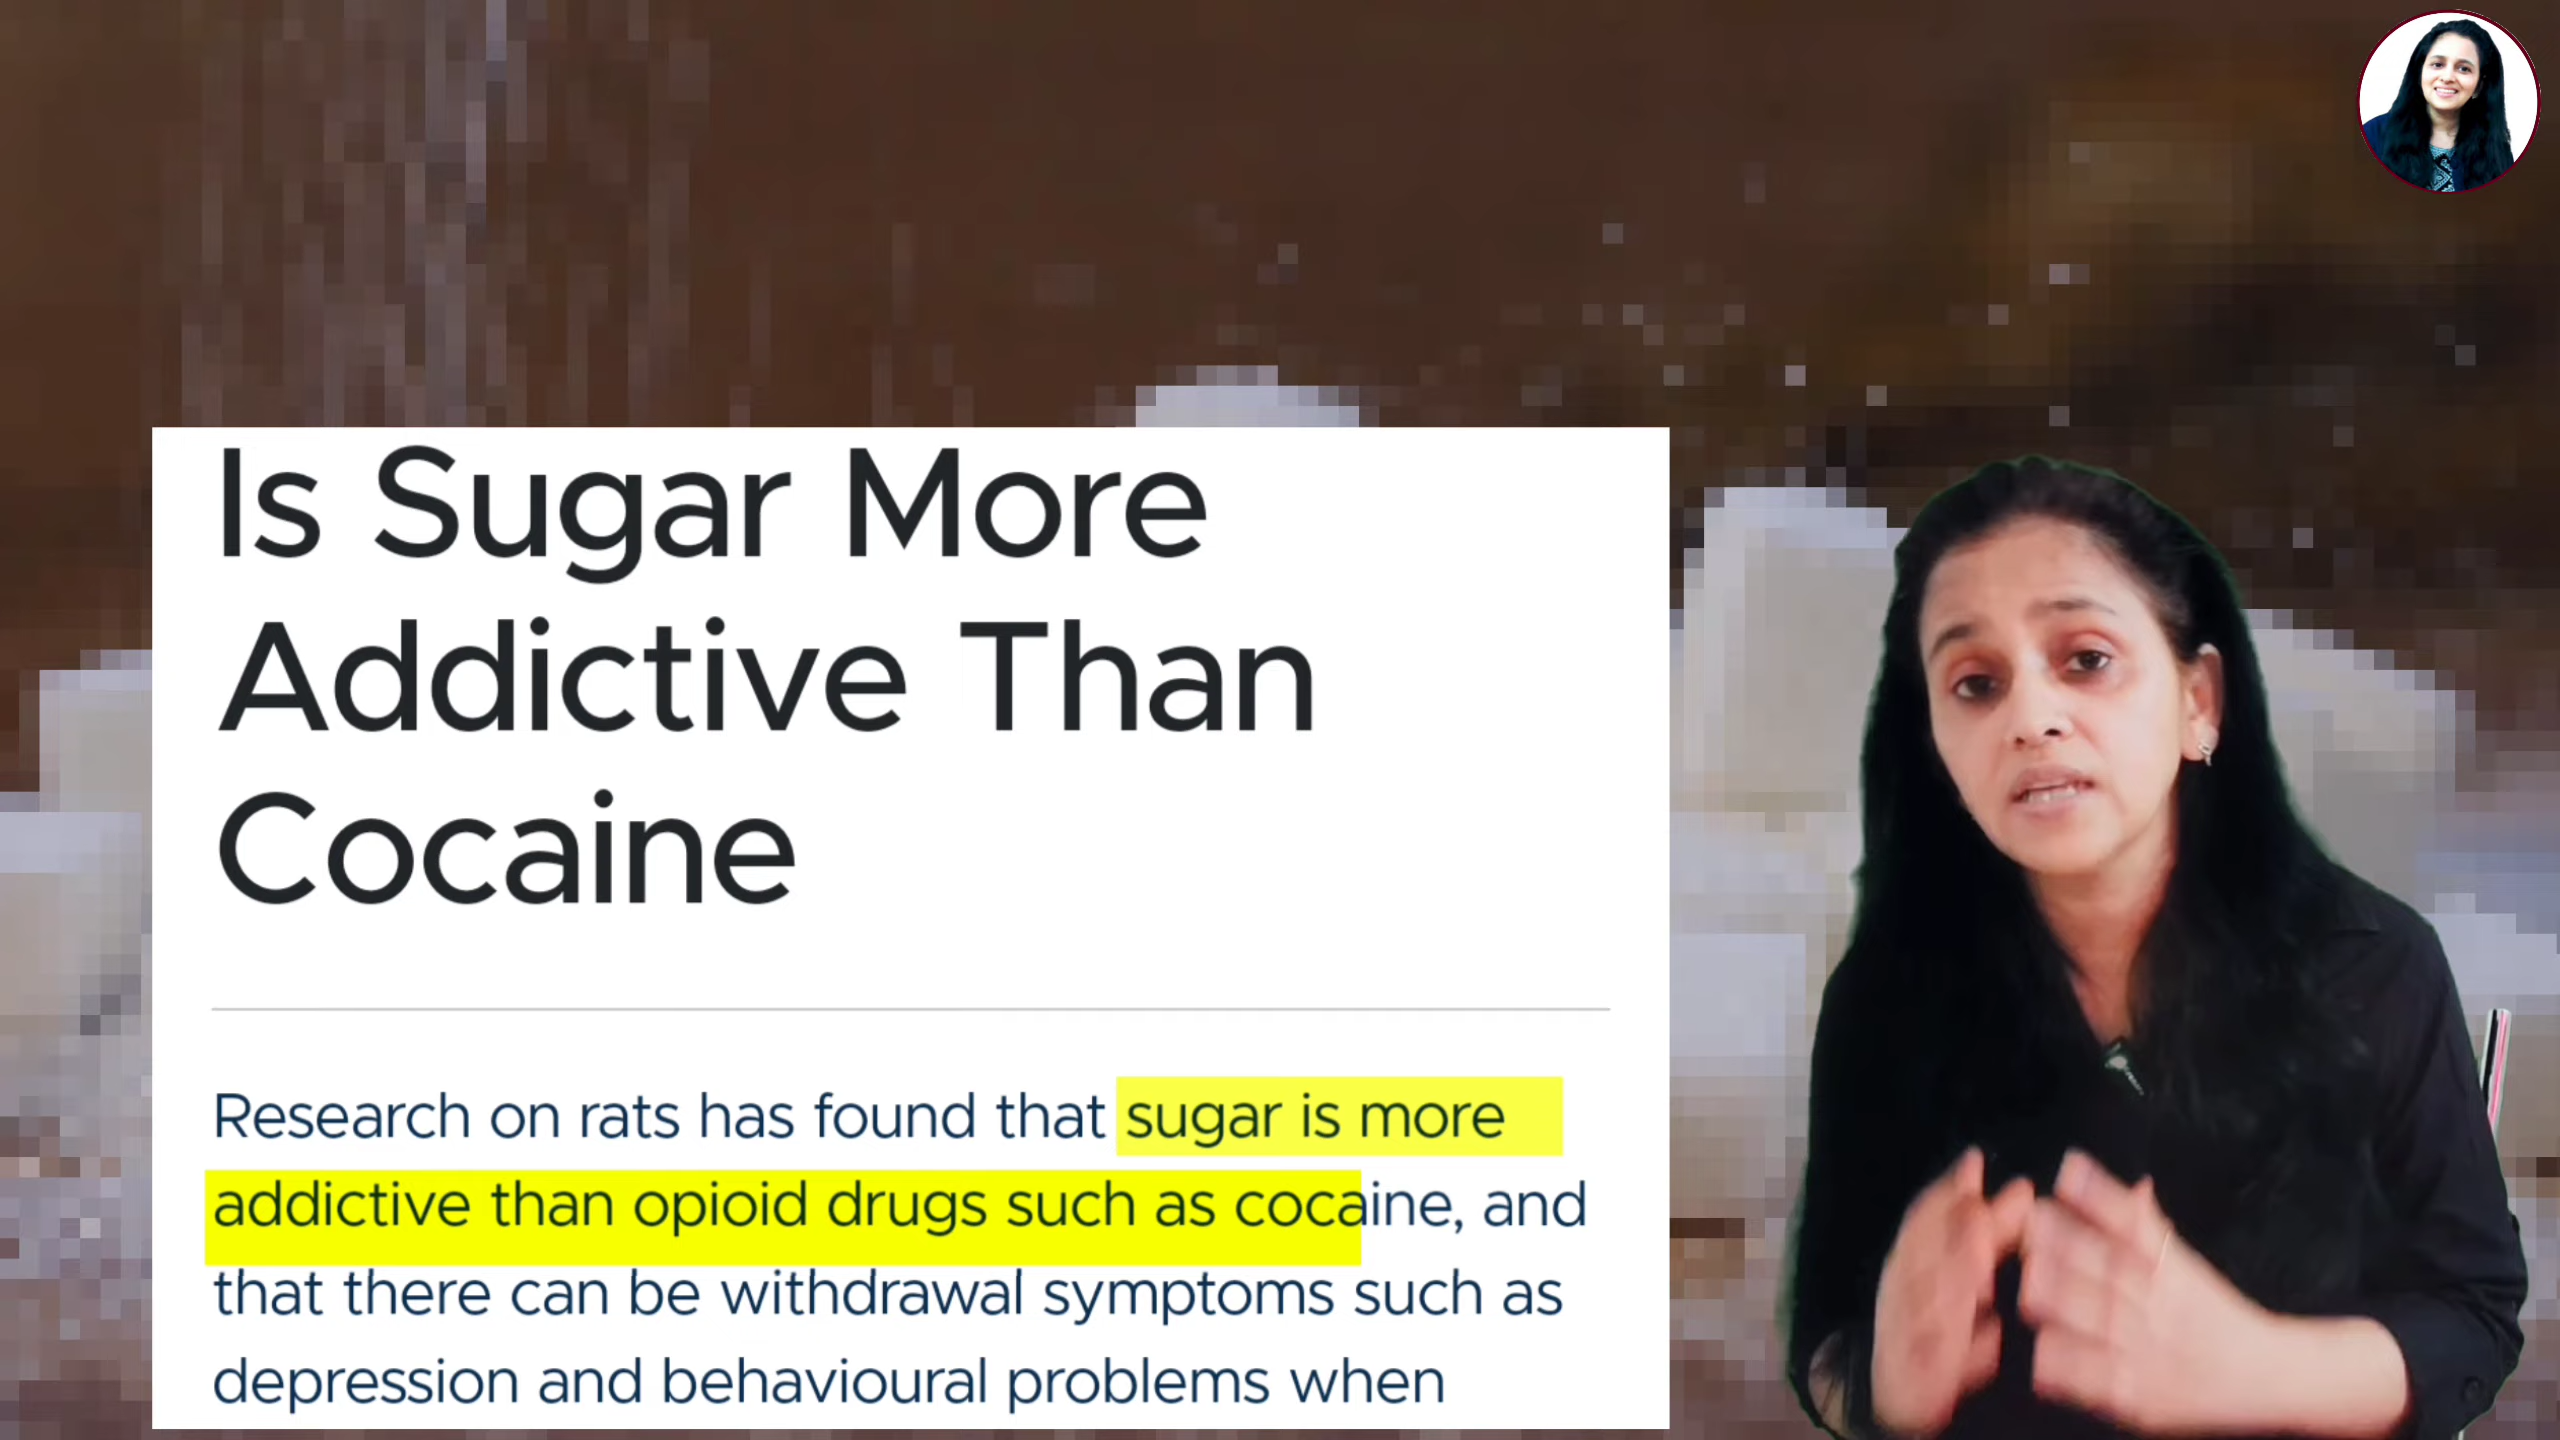 Is Sugar More
Addictive Than
Cocaine
Research on rats has found that sugar is more
addictive than opioid drugs such as cocaine, and
that there can be withdrawal symptoms such as
depression and behavioural problems when